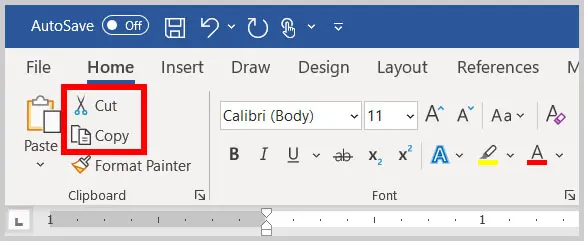 AutoSave Off
File Home Insert Draw Design Layout References M
Cut
Copy
Paste
Format Painter
Clipboard
Calibri (Body) 11 A A Aa A
B I U ab x₂ x² A A
Font
L 1 1